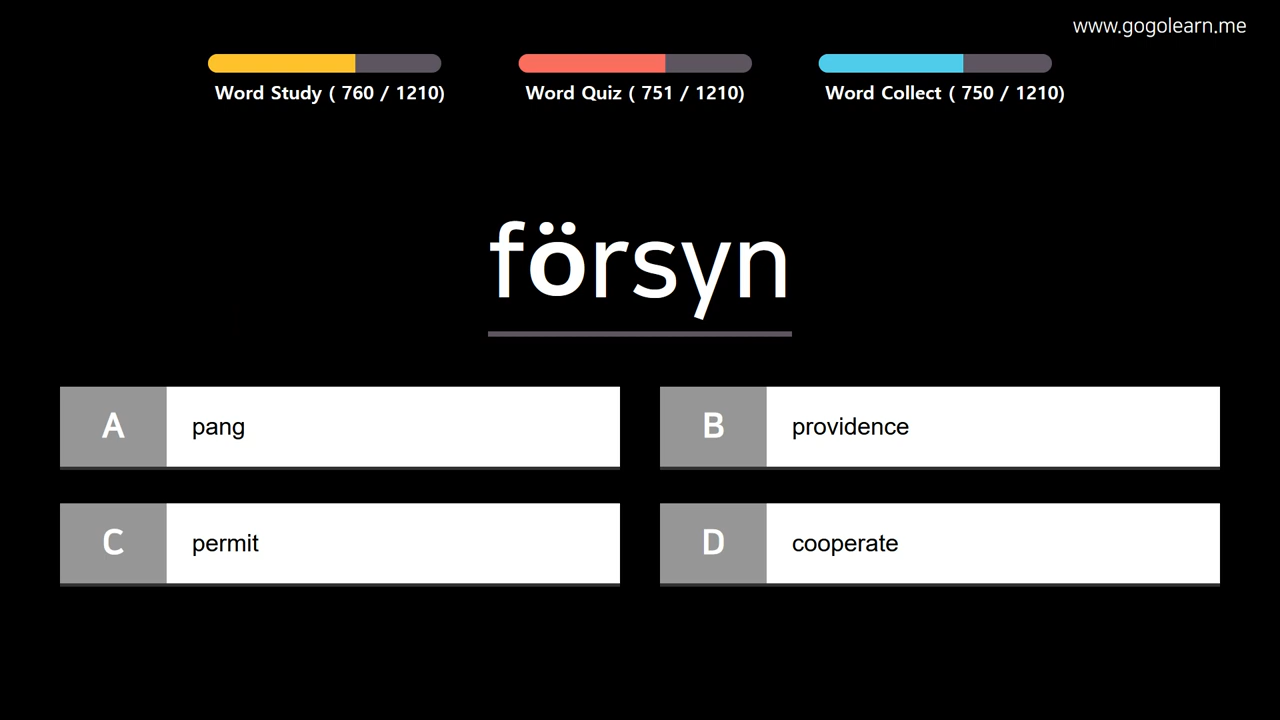 www.gogolearn.me
Word Study ( 760 / 1210)
Word Quiz ( 751 / 1210)
Word Collect ( 750 / 1210)
försyn
A pang
B providence
C permit
D cooperate